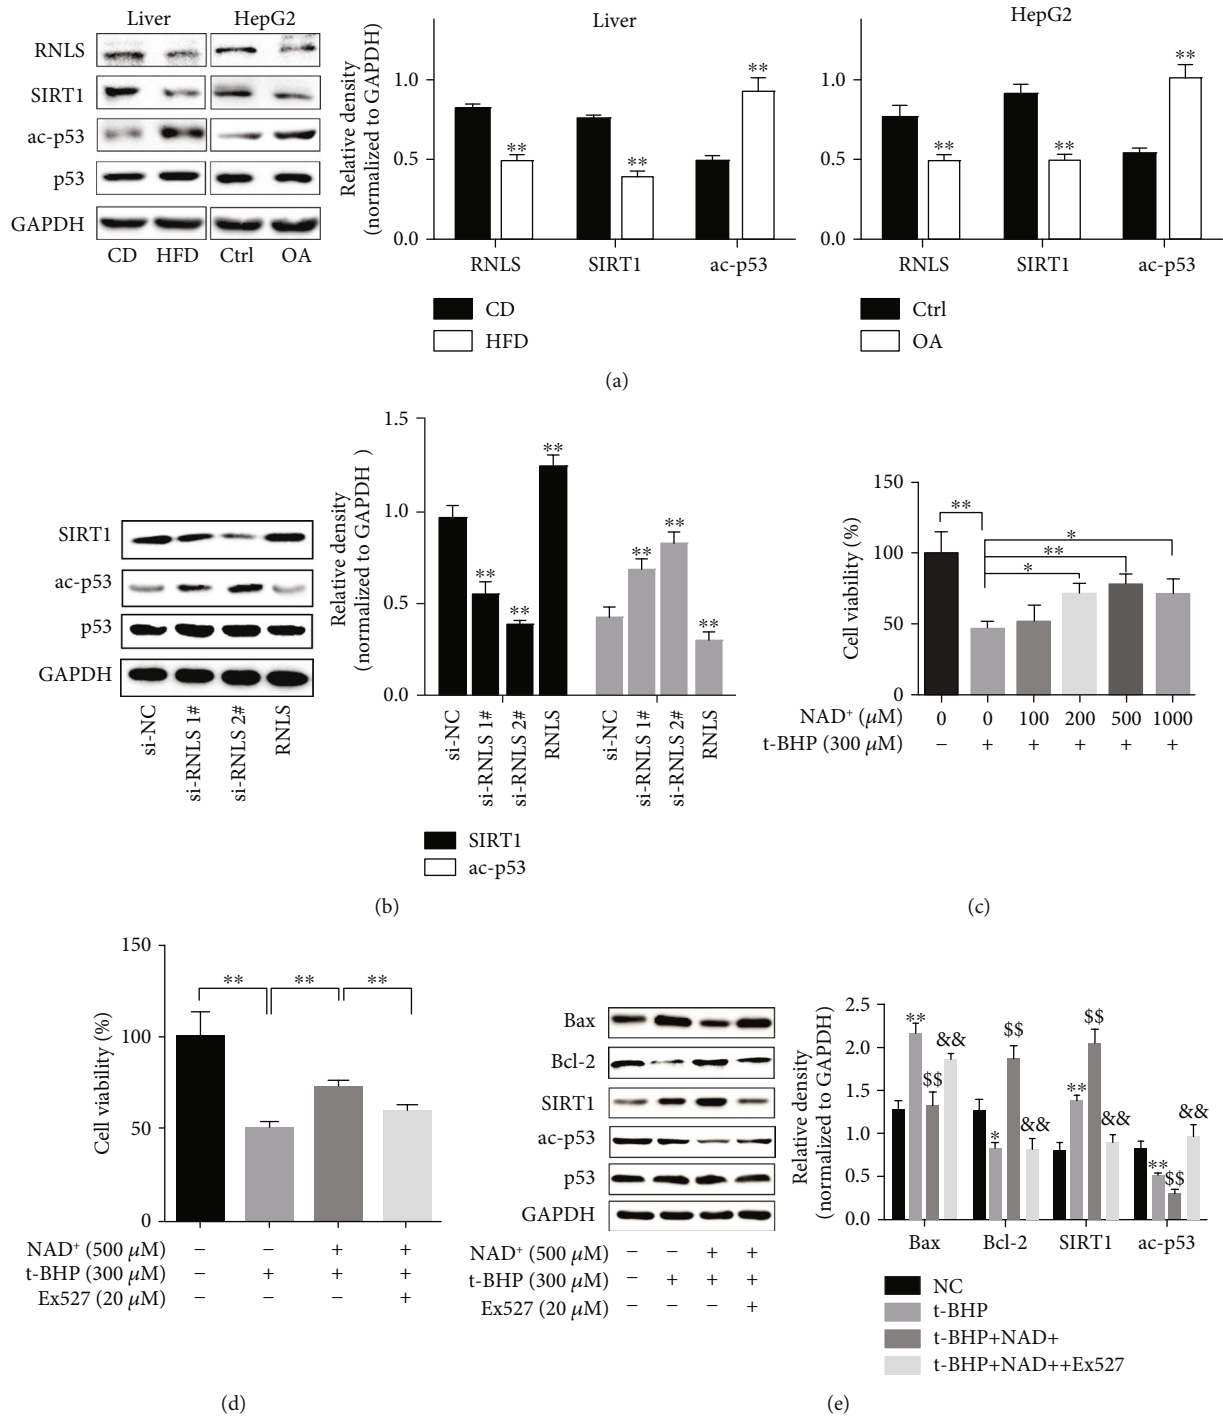 Liver HepG2
RNLS
SIRT1
ac-p53
p53
GAPDH
CD HFD Ctrl OA
Liver
Relative density
(normalized to GAPDH)
1.0
0.5
0.0
** ** **
RNLS SIRT1 ac-p53
CD
HFD
HepG2
1.0
0.5
0.0
** ** **
RNLS SIRT1 ac-p53
Ctrl
OA
(a)
SIRT1
ac-p53
p53
GAPDH
si-NC si-RNLS 1# si-RNLS 2# RNLS
Relative density
(normalized to GAPDH )
1.5
1.0
0.5
0.0
** ** ** ** ** **
si-NC si-RNLS 1# si-RNLS 2# RNLS si-NC si-RNLS 1# si-RNLS 2# RNLS
SIRT1
ac-p53
(b)
Cell viability (%)
150
100
50
0
** * ** *
NAD+ (μM) 0 0 100 200 500 1000
t-BHP (300 μM) − + + + + +
(c)
Cell viability (%)
150
100
50
0
** ** **
NAD+ (500 μM) − − + +
t-BHP (300 μM) − + + +
Ex527 (20 μM) − − − +
(d)
Bax
Bcl-2
SIRT1
ac-p53
p53
GAPDH
NAD+ (500 μM) − − + +
t-BHP (300 μM) − + + +
Ex527 (20 μM) − − − +
Relative density
(normalized to GAPDH)
2.5
2.0
1.5
1.0
0.5
0.0
** $$ && * $$ && ** $$ && ** $$ &&
Bax Bcl-2 SIRT1 ac-p53
NC
t-BHP
t-BHP+NAD+
t-BHP+NAD++Ex527
(e)